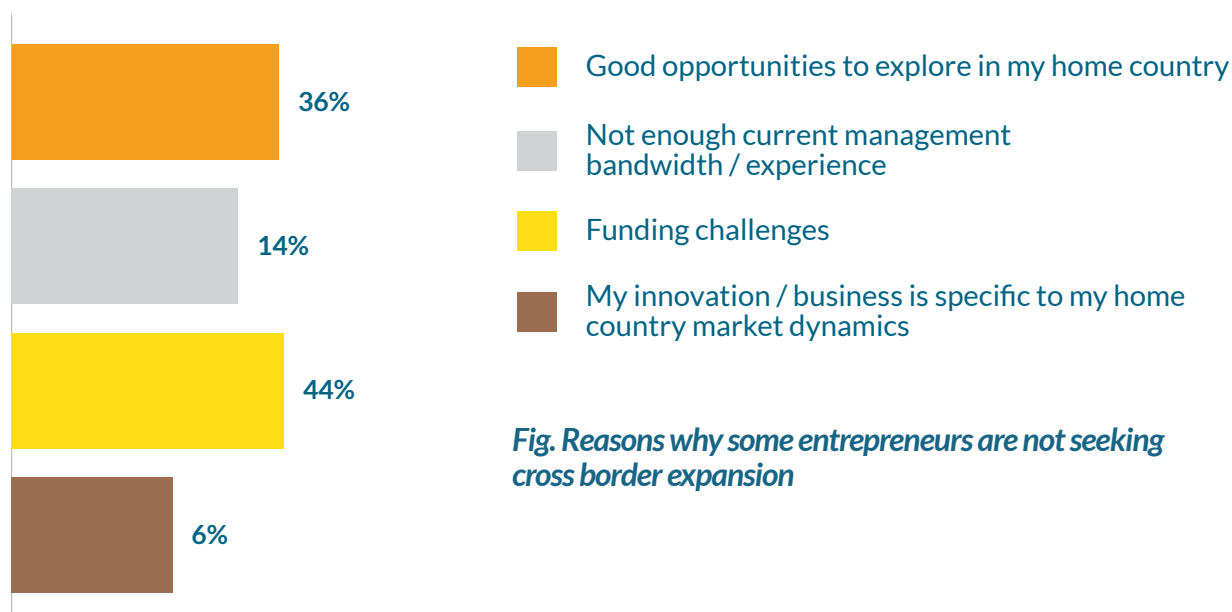 36%
14%
44%
6%
Good opportunities to explore in my home country
Not enough current management
bandwidth / experience
Funding challenges
My innovation / business is specific to my home
country market dynamics
Fig. Reasons why some entrepreneurs are not seeking
cross border expansion